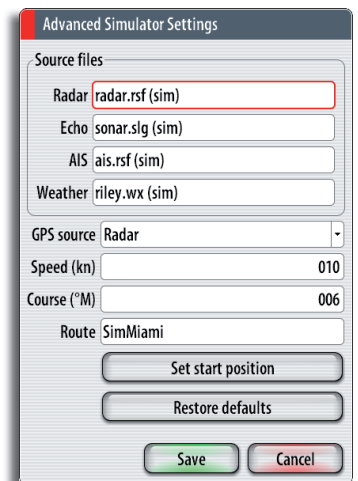 Advanced Simulator Settings
Source files
Radar radar.rsf (sim)
Echo sonar.slg (sim)
AIS ais.rsf (sim)
Weather riley.wx (sim)
GPS source Radar
Speed (kn) 010
Course (°M) 006
Route SimMiami
Set start position
Restore defaults
Save Cancel